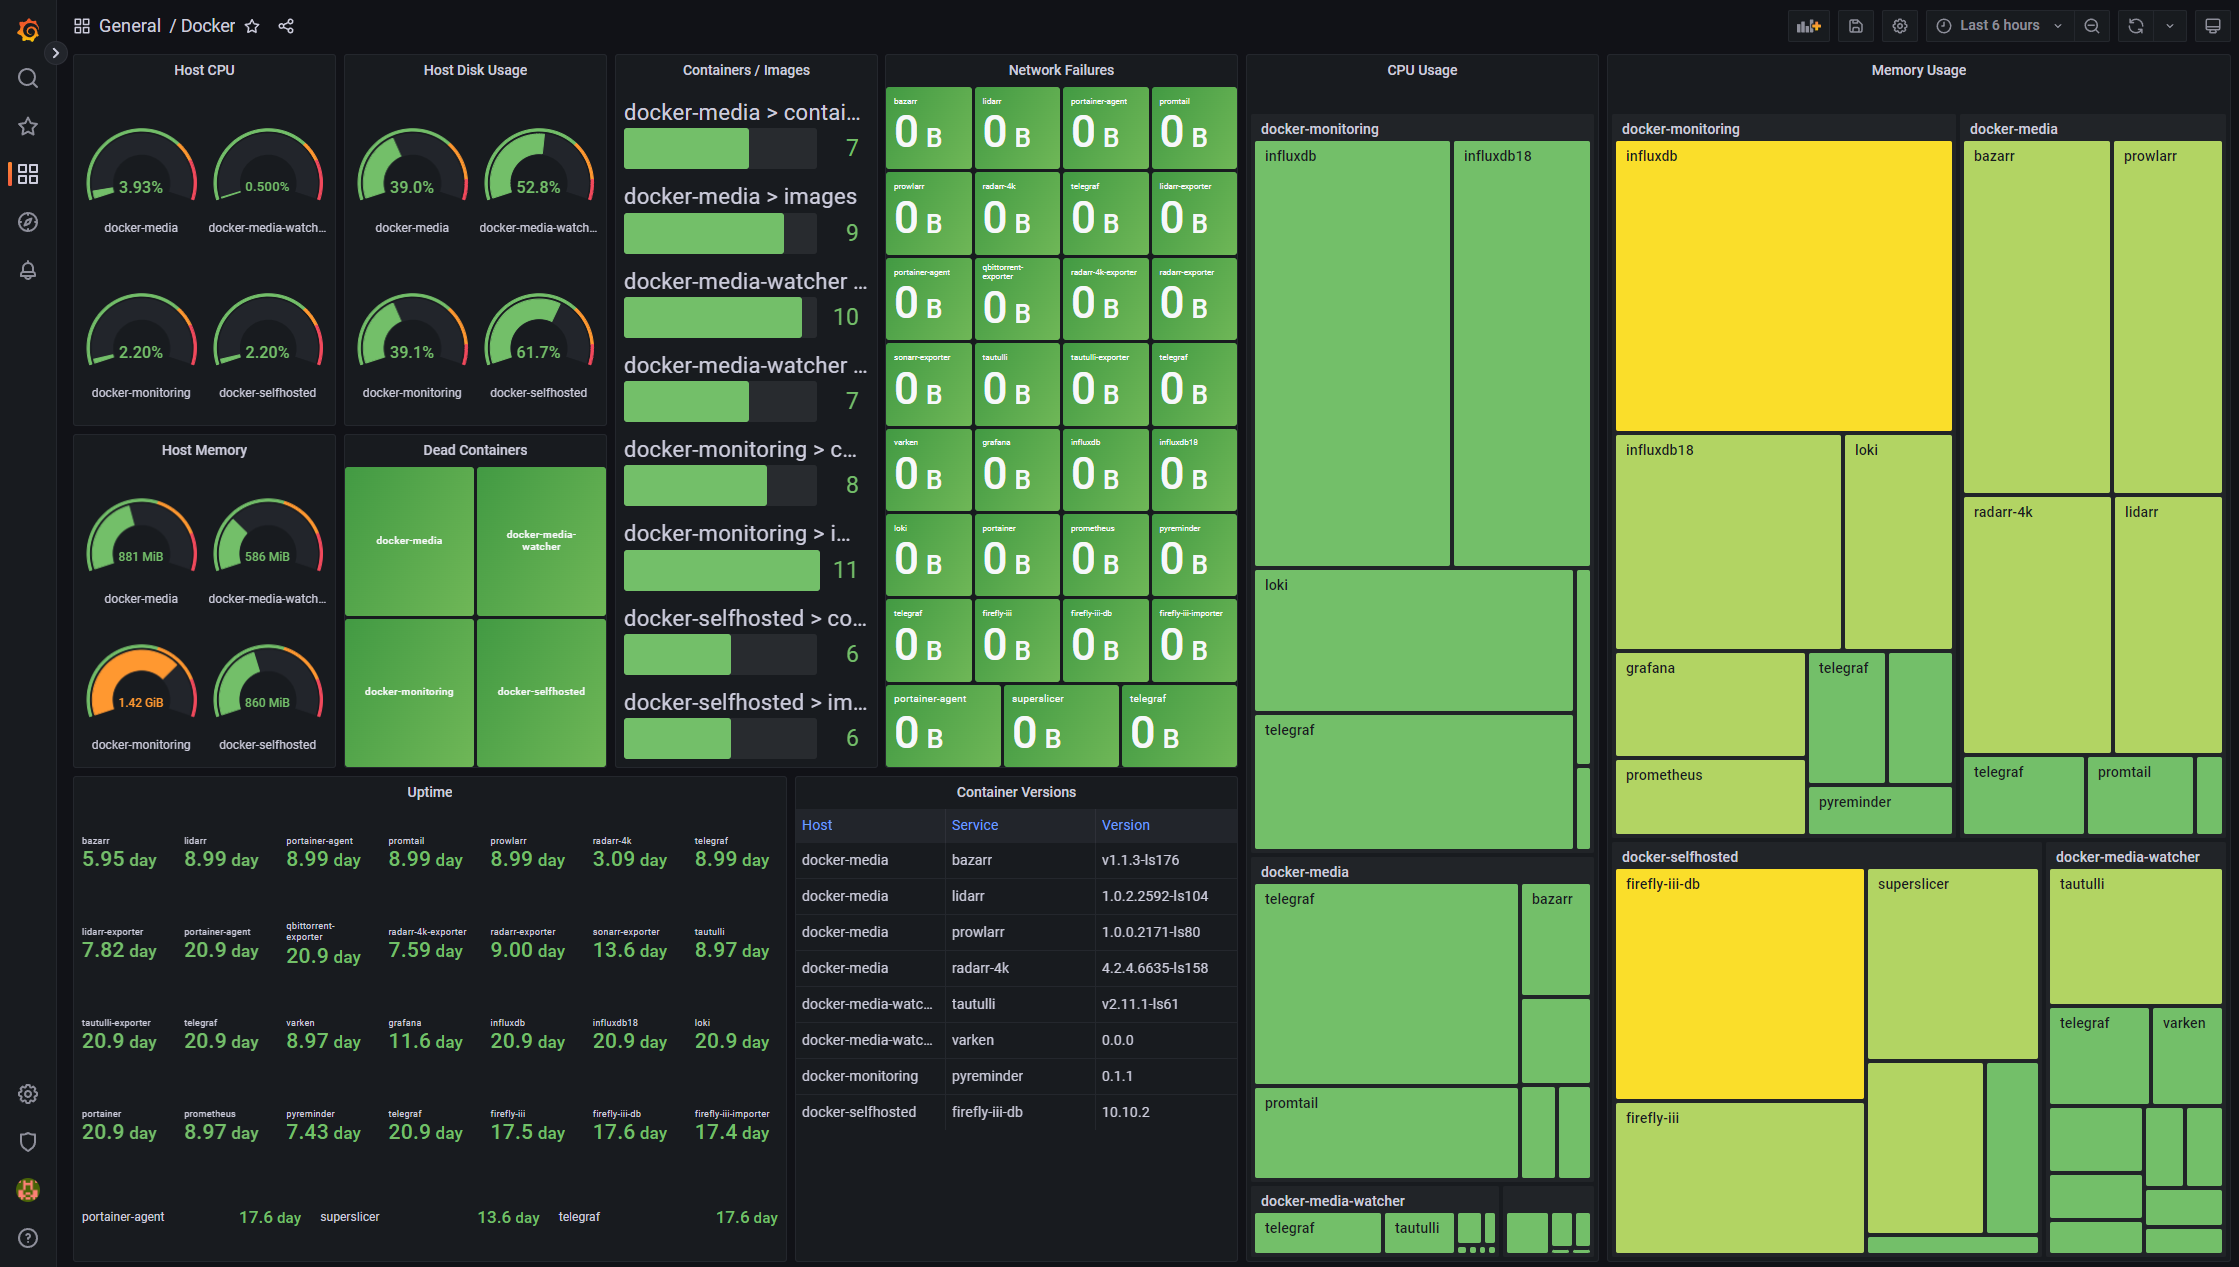 General / Docker
Last 6 hours
Host CPU
3.93%
0.500%
docker-media
docker-media-watch...
2.20%
2.20%
docker-monitoring
docker-selfhosted
Host Disk Usage
39.0%
52.8%
docker-media
docker-media-watch...
39.1%
61.7%
docker-monitoring
docker-selfhosted
Containers / Images
docker-media > contai...
7
docker-media > images
9
docker-media-watcher ...
10
docker-media-watcher ...
7
docker-monitoring > c...
8
docker-monitoring > i...
11
docker-selfhosted > co...
6
docker-selfhosted > im...
6
Network Failures
bazarr
0 B
lidarr
0 B
portainer-agent
0 B
promtail
0 B
prowlarr
0 B
radarr-4k
0 B
telegraf
0 B
lidarr-exporter
0 B
portainer-agent
0 B
qbittorrent-
exporter
0 B
radarr-4k-exporter
0 B
radarr-exporter
0 B
sonarr-exporter
0 B
tautulli
0 B
tautulli-exporter
0 B
telegraf
0 B
varken
0 B
grafana
0 B
influxdb
0 B
influxdb18
0 B
loki
0 B
portainer
0 B
prometheus
0 B
pyreminder
0 B
telegraf
0 B
firefly-iii
0 B
firefly-iii-db
0 B
firefly-iii-importer
0 B
portainer-agent
0 B
superslicer
0 B
telegraf
0 B
Host Memory
881 MiB
586 MiB
docker-media
docker-media-watch...
1.42 GiB
860 MiB
docker-monitoring
docker-selfhosted
Dead Containers
docker-media
docker-media-
watcher
docker-monitoring
docker-selfhosted
Uptime
bazarr
5.95 day
lidarr
8.99 day
portainer-agent
8.99 day
promtail
8.99 day
prowlarr
8.99 day
radarr-4k
3.09 day
telegraf
8.99 day
lidarr-exporter
7.82 day
portainer-agent
20.9 day
qbittorrent-
exporter
20.9 day
radarr-4k-exporter
7.59 day
radarr-exporter
9.00 day
sonarr-exporter
13.6 day
tautulli
8.97 day
tautulli-exporter
20.9 day
telegraf
20.9 day
varken
8.97 day
grafana
11.6 day
influxdb
20.9 day
influxdb18
20.9 day
loki
20.9 day
portainer
20.9 day
prometheus
8.97 day
pyreminder
7.43 day
telegraf
20.9 day
firefly-iii
17.5 day
firefly-iii-db
17.6 day
firefly-iii-importer
17.4 day
portainer-agent 17.6 day
superslicer 13.6 day
telegraf 17.6 day
Container Versions
Host Service Version
docker-media bazarr v1.1.3-ls176
docker-media lidarr 1.0.2.2592-ls104
docker-media prowlarr 1.0.0.2171-ls80
docker-media radarr-4k 4.2.4.6635-ls158
docker-media-watc... tautulli v2.11.1-ls61
docker-media-watc... varken 0.0.0
docker-monitoring pyreminder 0.1.1
docker-selfhosted firefly-iii-db 10.10.2
CPU Usage
docker-monitoring
influxdb
influxdb18
loki
telegraf
docker-media
telegraf
bazarr
promtail
docker-media-watcher
telegraf
tautulli
Memory Usage
docker-monitoring
influxdb
influxdb18
loki
grafana
telegraf
prometheus
pyreminder
docker-media
bazarr
prowlarr
radarr-4k
lidarr
telegraf
promtail
docker-selfhosted
firefly-iii-db
superslicer
firefly-iii
docker-media-watcher
tautulli
telegraf
varken